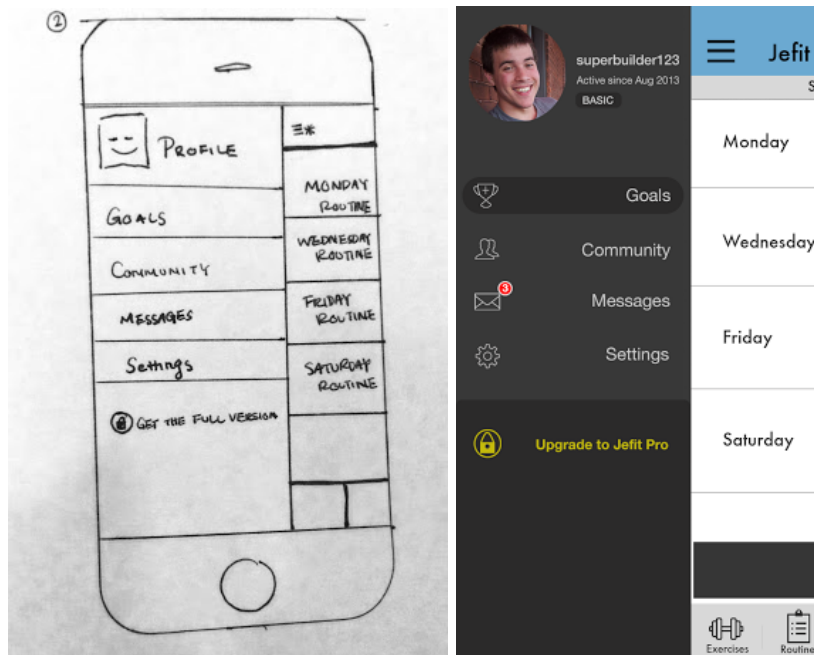 2
PROFILE
GOALS
COMMUNITY
MESSAGES
Settings
GET THE FULL VERSION
MONDAY
ROUTINE
WEDNESDAY
ROUTINE
FRIDAY
ROUTINE
SATURDAY
ROUTINE
superbuilder123
Active since Aug 2013
BASIC
Goals
Community
3
Messages
Settings
Upgrade to Jefit Pro
Jefit
S
Monday
Wednesday
Friday
Saturday
Exercises
Routine